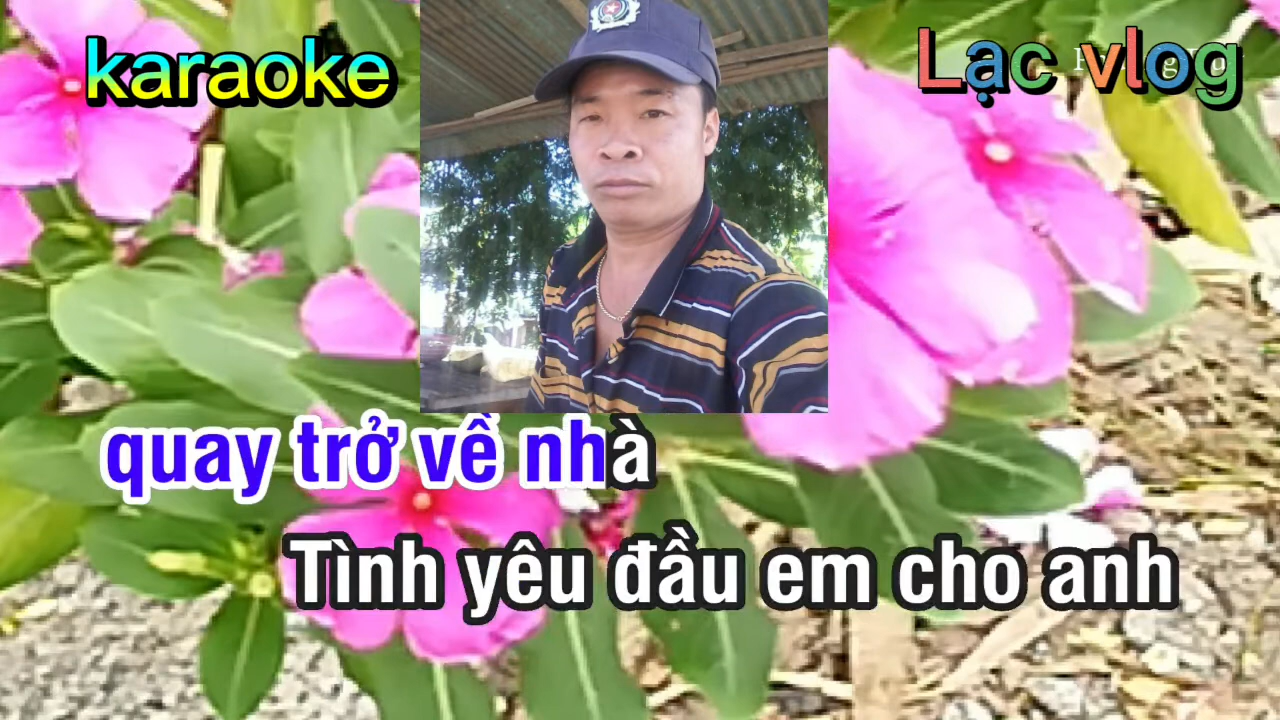 karaoke
Lạc vlog
quay trở về nhà
Tình yêu đầu em cho anh